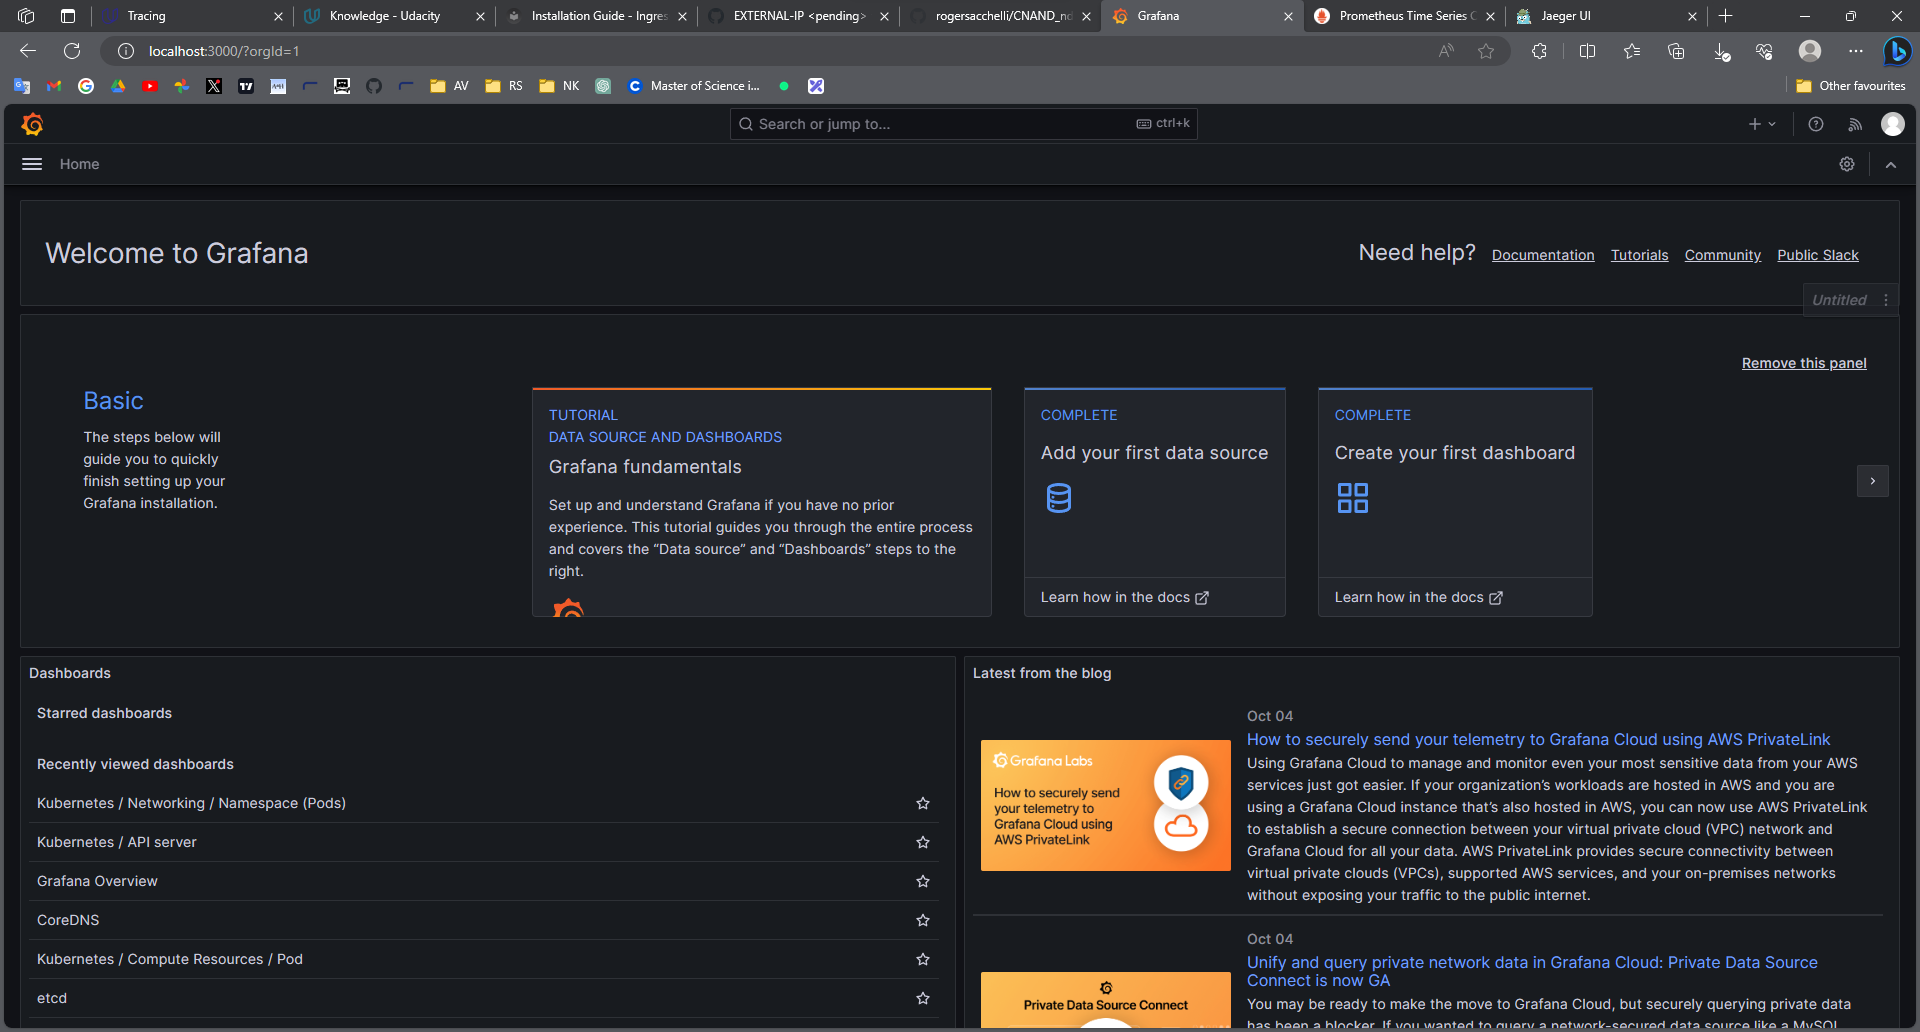 Tracing
Knowledge - Udacity
Installation Guide - Ingres
EXTERNAL-IP <pending>
rogersacchelli/CNAND_nd
Grafana
Prometheus Time Series C
Jaeger UI
localhost:3000/?orgId=1
AV
RS
NK
Master of Science i...
Other favourites
Search or jump to...
ctrl+k
Home
Welcome to Grafana
Need help?
Documentation
Tutorials
Community
Public Slack
Untitled
Remove this panel
Basic
The steps below will
guide you to quickly
finish setting up your
Grafana installation.
TUTORIAL
DATA SOURCE AND DASHBOARDS
Grafana fundamentals
Set up and understand Grafana if you have no prior
experience. This tutorial guides you through the entire process
and covers the “Data source” and “Dashboards” steps to the
right.
COMPLETE
Add your first data source
Learn how in the docs
COMPLETE
Create your first dashboard
Learn how in the docs
Dashboards
Starred dashboards
Recently viewed dashboards
Kubernetes / Networking / Namespace (Pods)
Kubernetes / API server
Grafana Overview
CoreDNS
Kubernetes / Compute Resources / Pod
etcd
Latest from the blog
Grafana Labs
How to securely send
your telemetry to
Grafana Cloud using
AWS PrivateLink
Oct 04
How to securely send your telemetry to Grafana Cloud using AWS PrivateLink
Using Grafana Cloud to manage and monitor even your most sensitive data from your AWS
services just got easier. If your organization’s workloads are hosted in AWS and you are
using a Grafana Cloud instance that’s also hosted in AWS, you can now use AWS PrivateLink
to establish a secure connection between your virtual private cloud (VPC) network and
Grafana Cloud for all your data. AWS PrivateLink provides secure connectivity between
virtual private clouds (VPCs), supported AWS services, and your on-premises networks
without exposing your traffic to the public internet.
Private Data Source Connect
Oct 04
Unify and query private network data in Grafana Cloud: Private Data Source
Connect is now GA
You may be ready to make the move to Grafana Cloud, but securely querying private data
has been a blocker. If you wanted to query a network-secured data source like a MySQL